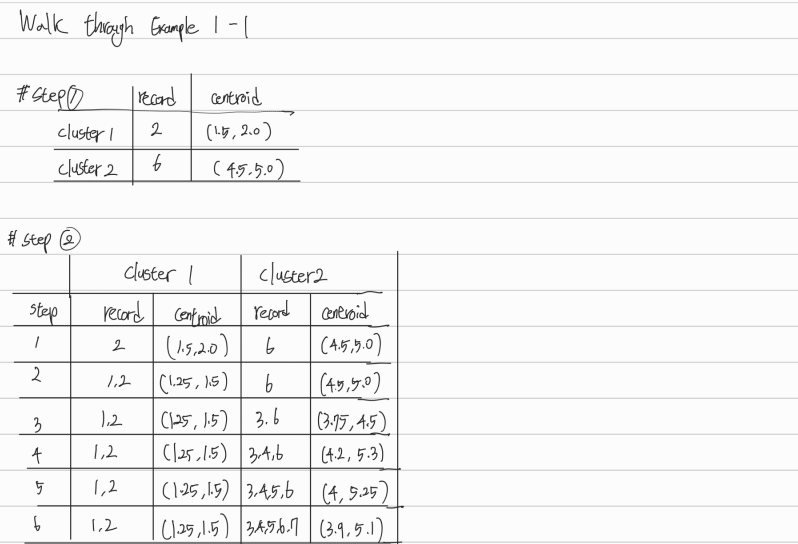 Walk through Example 1-1
# Step ① record centroid
cluster 1 2 (1.5, 2.0)
cluster 2 6 (4.5, 5.0)
# Step ②
cluster 1 cluster2
step record centroid record centroid
1 2 (1.5, 2.0) 6 (4.5, 5.0)
2 1,2 (1.25, 1.5) 6 (4.5, 5.0)
3 1,2 (1.25, 1.5) 3.6 (3.75, 4.5)
4 1,2 (1.25, 1.5) 3,4,6 (4.2, 5.3)
5 1,2 (1.25, 1.5) 3,4,5,6 (4, 5.25)
6 1,2 (1.25, 1.5) 3,4,5,6,7 (3.9, 5.1)